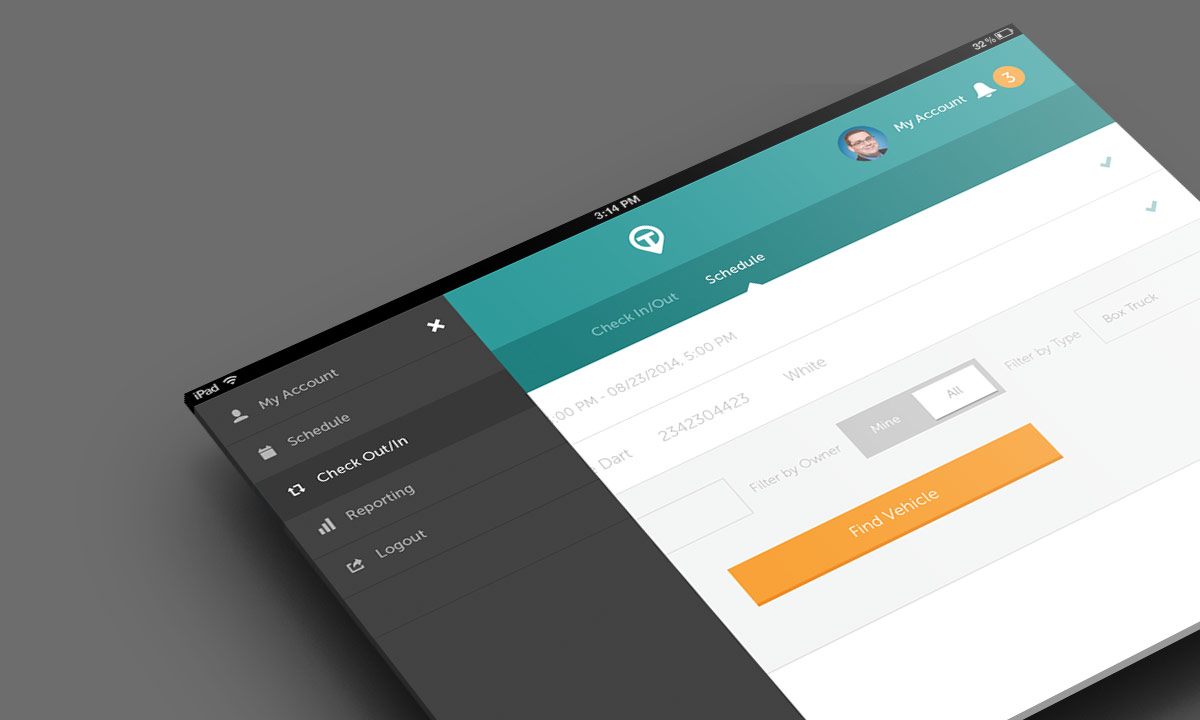 iPad
3:14 PM
32%
My Account
3
Check In/Out
Schedule
My Account
Schedule
Check Out/In
Reporting
Logout
:00 PM - 08/23/2014, 5:00 PM
Dart
2342304423
White
Filter by Owner
Mine
All
Filter by Type
Box Truck
Find Vehicle